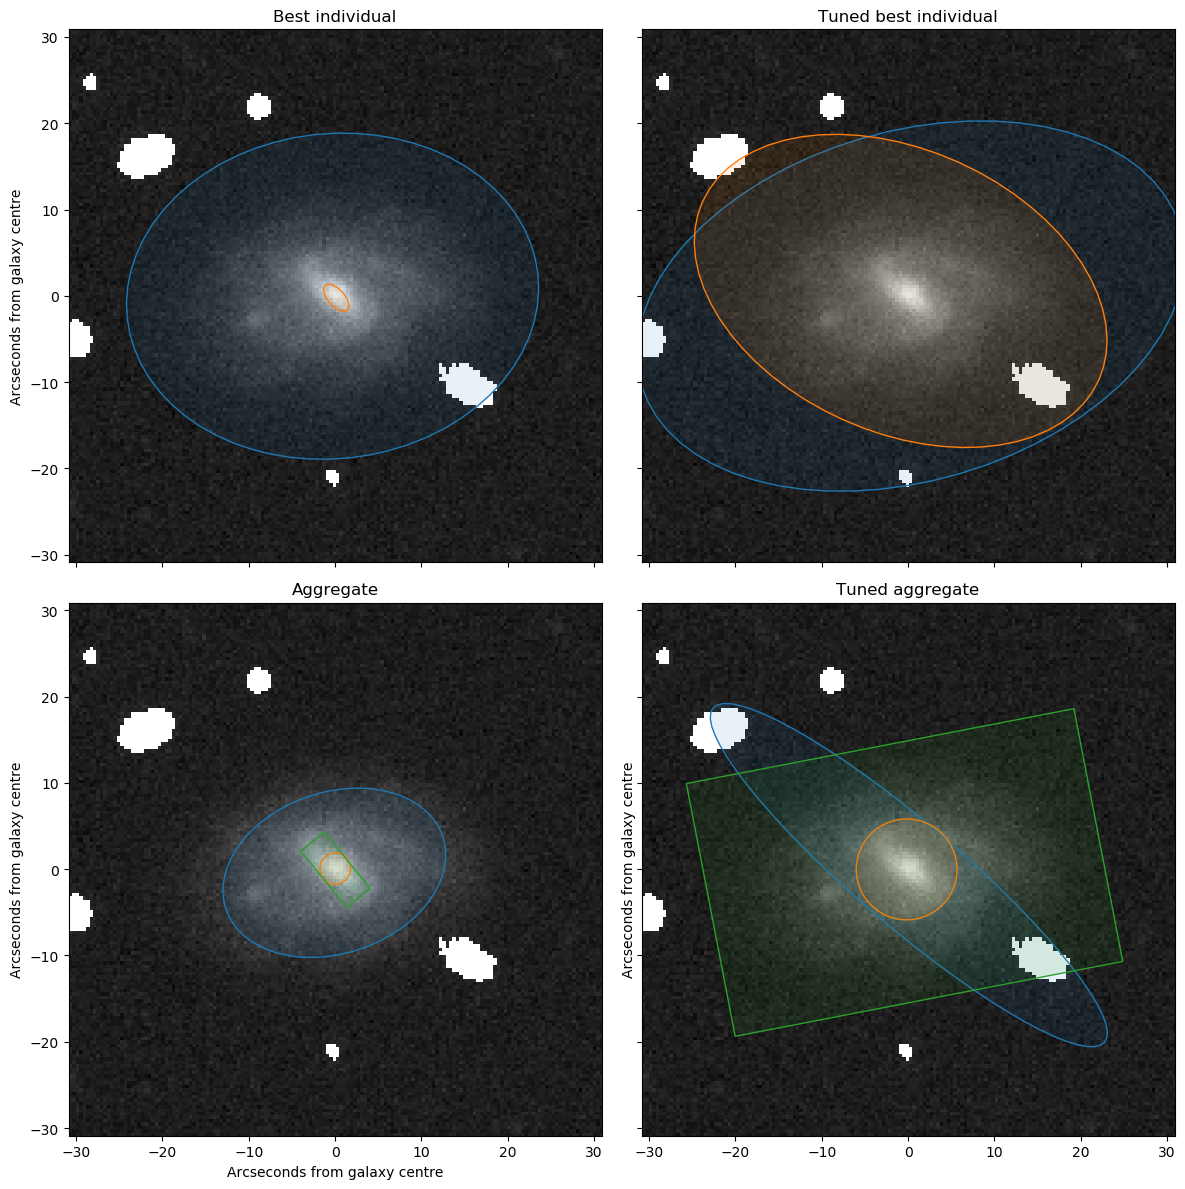 Best individual
Tuned best individual
30
20
10
0
−10
−20
−30
Arcseconds from galaxy centre
Aggregate
Tuned aggregate
30
20
10
0
−10
−20
−30
Arcseconds from galaxy centre
Arcseconds from galaxy centre
−30 −20 −10 0 10 20 30
−30 −20 −10 0 10 20 30
Arcseconds from galaxy centre